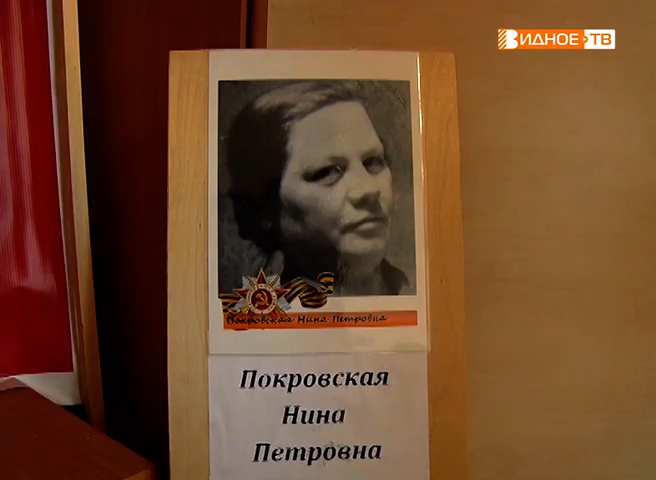 ВИДНОЕ ТВ
Покровская Нина Петровна
Покровская
Нина
Петровна